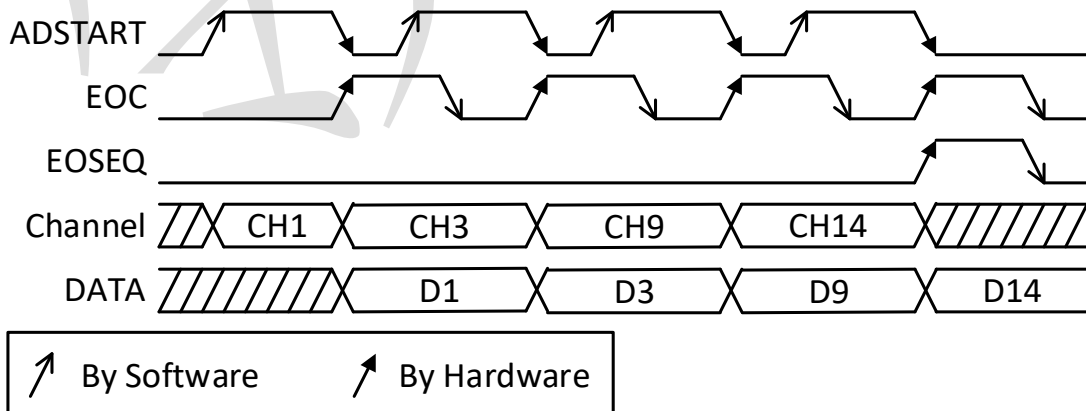 ADSTART
EOC
EOSEQ
Channel CH1 CH3 CH9 CH14
DATA D1 D3 D9 D14
By Software By Hardware